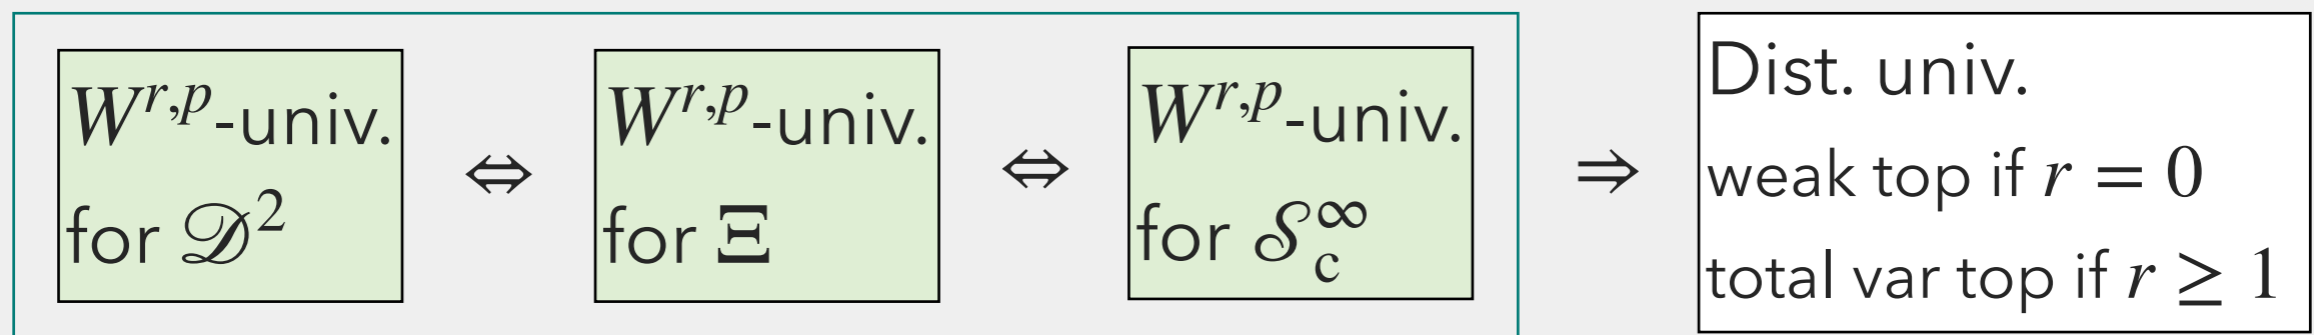 W^{r,p}-univ.
for 𝒟^2
⇔
W^{r,p}-univ.
for Ξ
⇔
W^{r,p}-univ.
for 𝒮_c^∞
⇒
Dist. univ.
weak top if r = 0
total var top if r ≥ 1